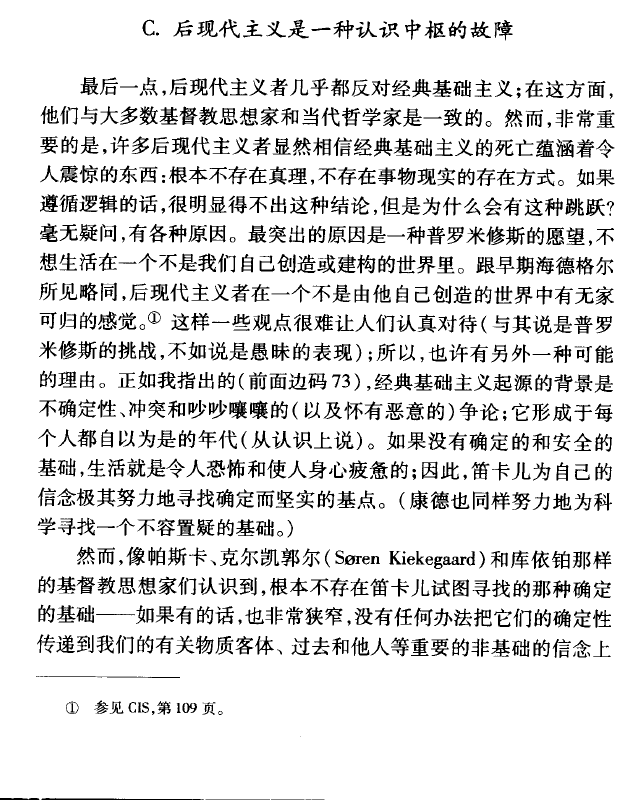 C. 后现代主义是一种认识中枢的故障
最后一点,后现代主义者几乎都反对经典基础主义;在这方面,
他们与大多数基督教思想家和当代哲学家是一致的。然而,非常重
要的是,许多后现代主义者显然相信经典基础主义的死亡蕴涵着令
人震惊的东西:根本不存在真理,不存在事物现实的存在方式。如果
遵循逻辑的话,很明显得不出这种结论,但是为什么会有这种跳跃?
毫无疑问,有各种原因。最突出的原因是一种普罗米修斯的愿望,不
想生活在一个不是我们自己创造或建构的世界里。跟早期海德格尔
所见略同,后现代主义者在一个不是由他自己创造的世界中有无家
可归的感觉。① 这样一些观点很难让人们认真对待(与其说是普罗
米修斯的挑战,不如说是愚昧的表现);所以,也许有另外一种可能
的理由。正如我指出的(前面边码73),经典基础主义起源的背景是
不确定性、冲突和吵吵嚷嚷的(以及怀有恶意的)争论;它形成于每
个人都自以为是的年代(从认识上说)。如果没有确定的和安全的
基础,生活就是令人恐怖和使人身心疲惫的;因此,笛卡儿为自己的
信念极其努力地寻找确定而坚实的基点。(康德也同样努力地为科
学寻找一个不容置疑的基础。)
然而,像帕斯卡、克尔凯郭尔(Søren Kiekegaard)和库依铂那样
的基督教思想家们认识到,根本不存在笛卡儿试图寻找的那种确定
的基础——如果有的话,也非常狭窄,没有任何办法把它们的确定性
传递到我们的有关物质客体、过去和他人等重要的非基础的信念上
① 参见 CIS,第109页。